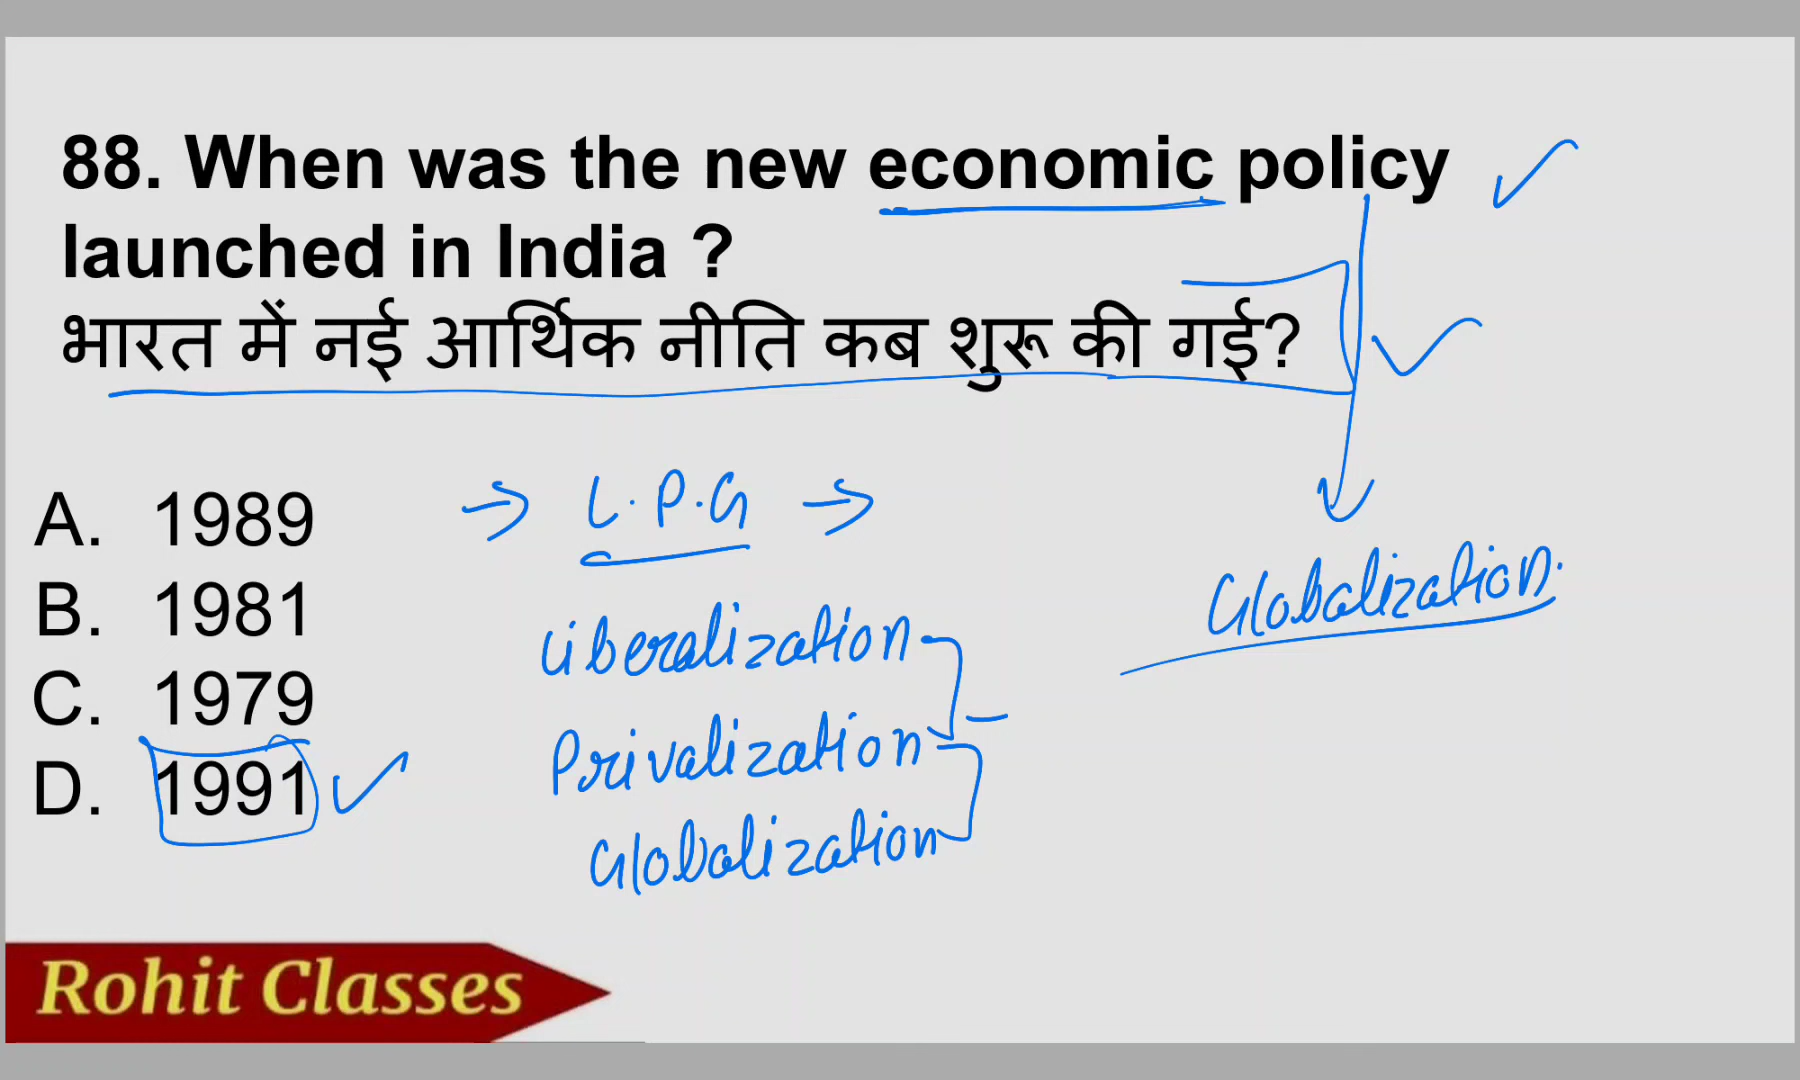 88. When was the new economic policy
launched in India ?
भारत में नई आर्थिक नीति कब शुरू की गई?
A. 1989
B. 1981
C. 1979
D. 1991
→ L.P.G →
Liberalization
Privalization
Globalization
Globalization.
Rohit Classes